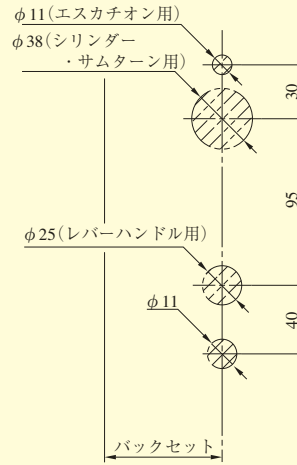 φ11(エスカチオン用)
φ38(シリンダー
・サムターン用)
30
95
φ25(レバーハンドル用)
φ11
40
バックセット